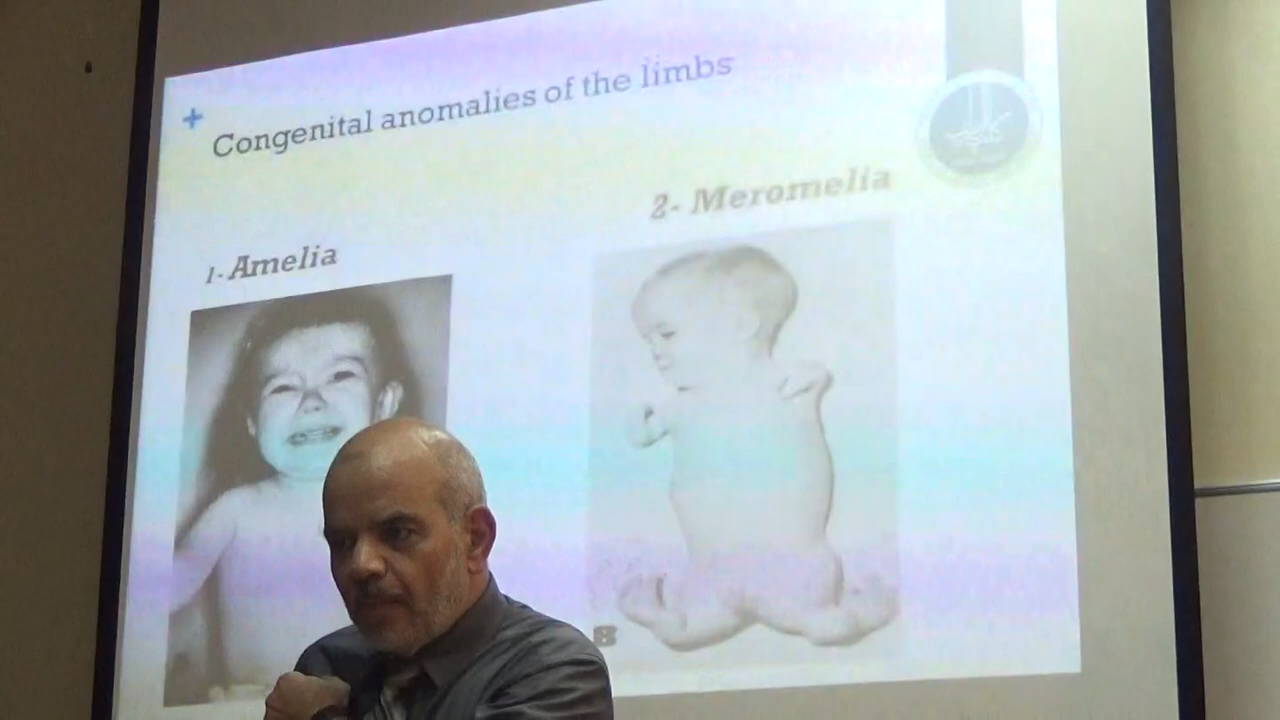 + Congenital anomalies of the limbs
1- Amelia
2- Meromelia
B